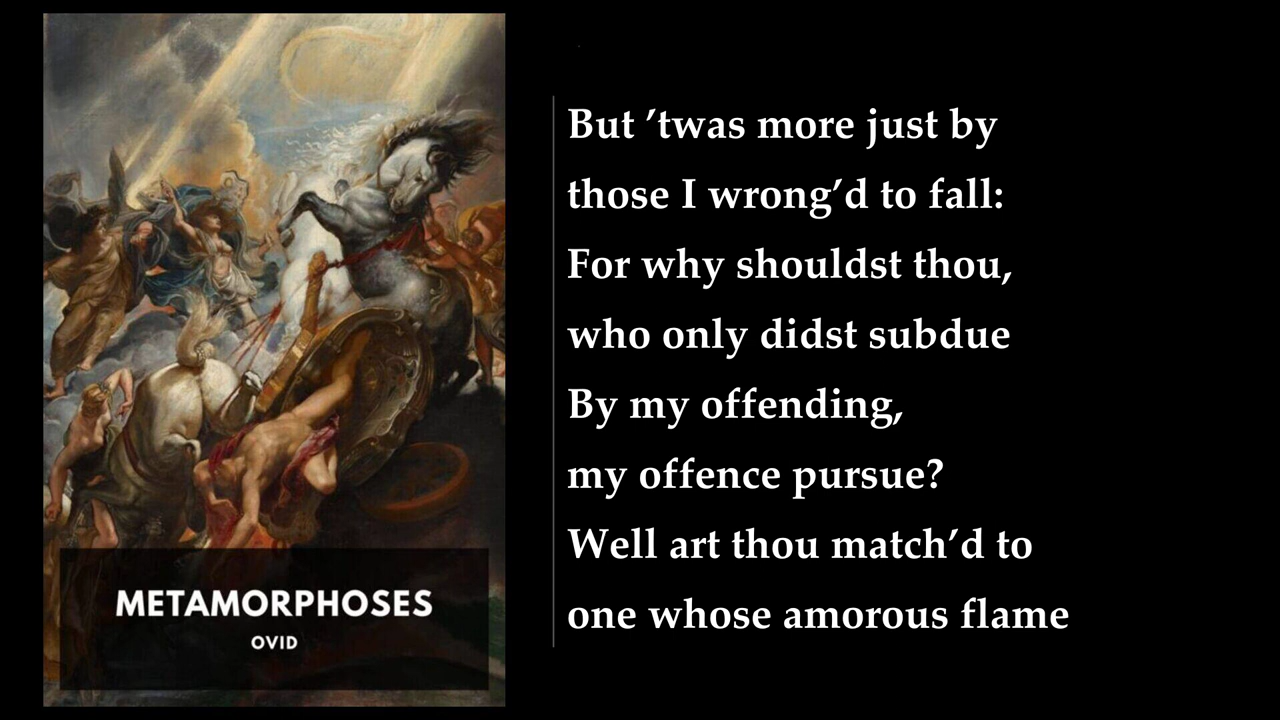 METAMORPHOSES
OVID
But ’twas more just by
those I wrong’d to fall:
For why shouldst thou,
who only didst subdue
By my offending,
my offence pursue?
Well art thou match’d to
one whose amorous flame